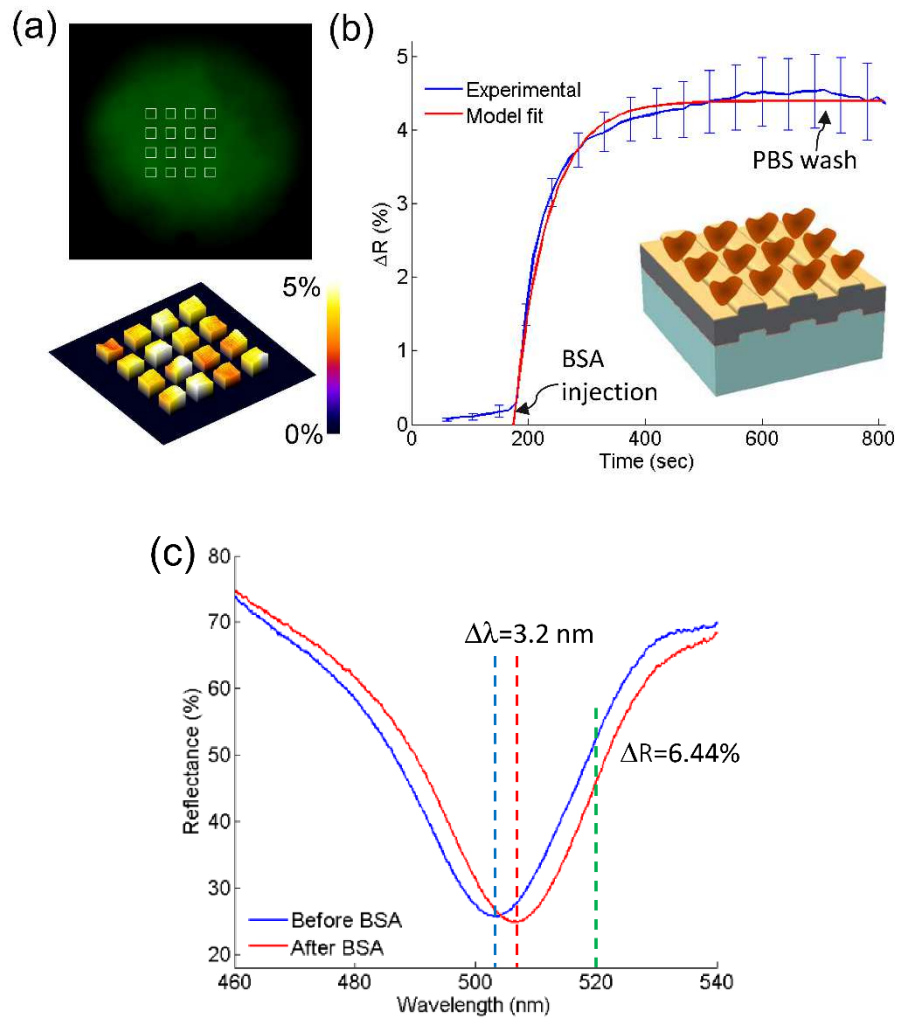 (a)
5%
0%
(b)
5
4
3
2
1
0
ΔR (%)
Experimental
Model fit
PBS wash
BSA
injection
0 200 400 600 800
Time (sec)
(c)
80
70
60
50
40
30
20
Reflectance (%)
Δλ=3.2 nm
ΔR=6.44%
Before BSA
After BSA
460 480 500 520 540
Wavelength (nm)